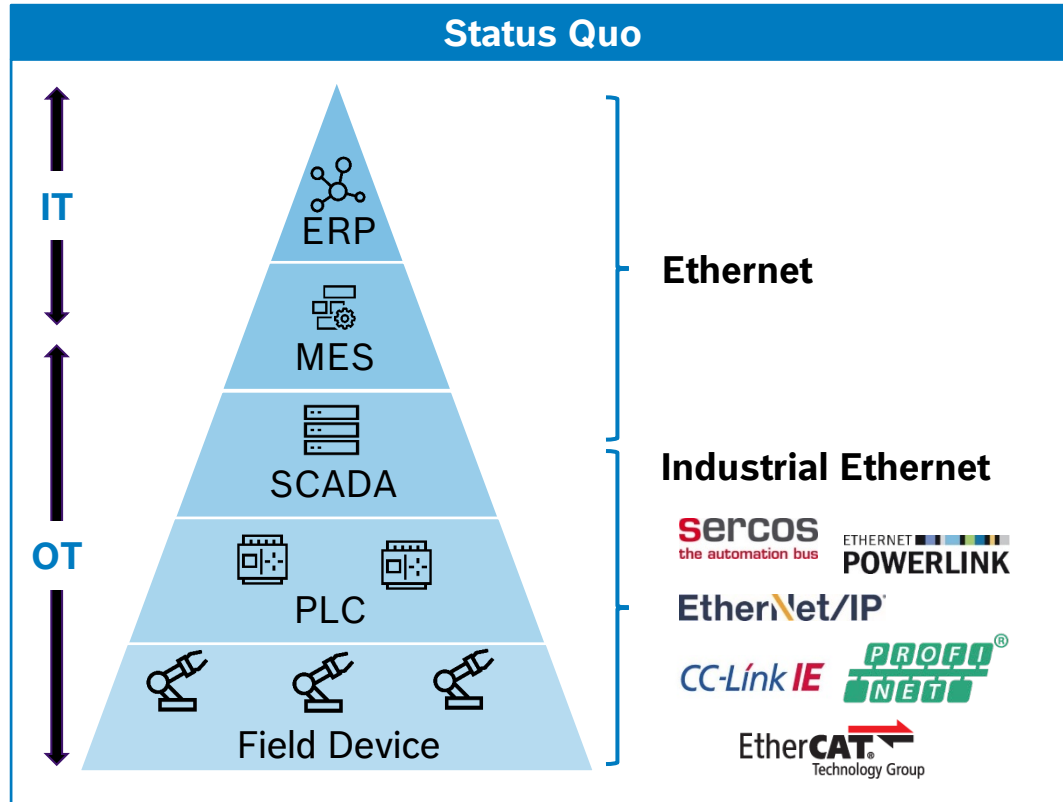 Status Quo
IT
OT
ERP
MES
SCADA
PLC
Field Device
Ethernet
Industrial Ethernet
sercos
the automation bus
ETHERNET
POWERLINK
EtherNet/IP
CC-Línk IE
PROFI®
NET
EtherCAT®
Technology Group